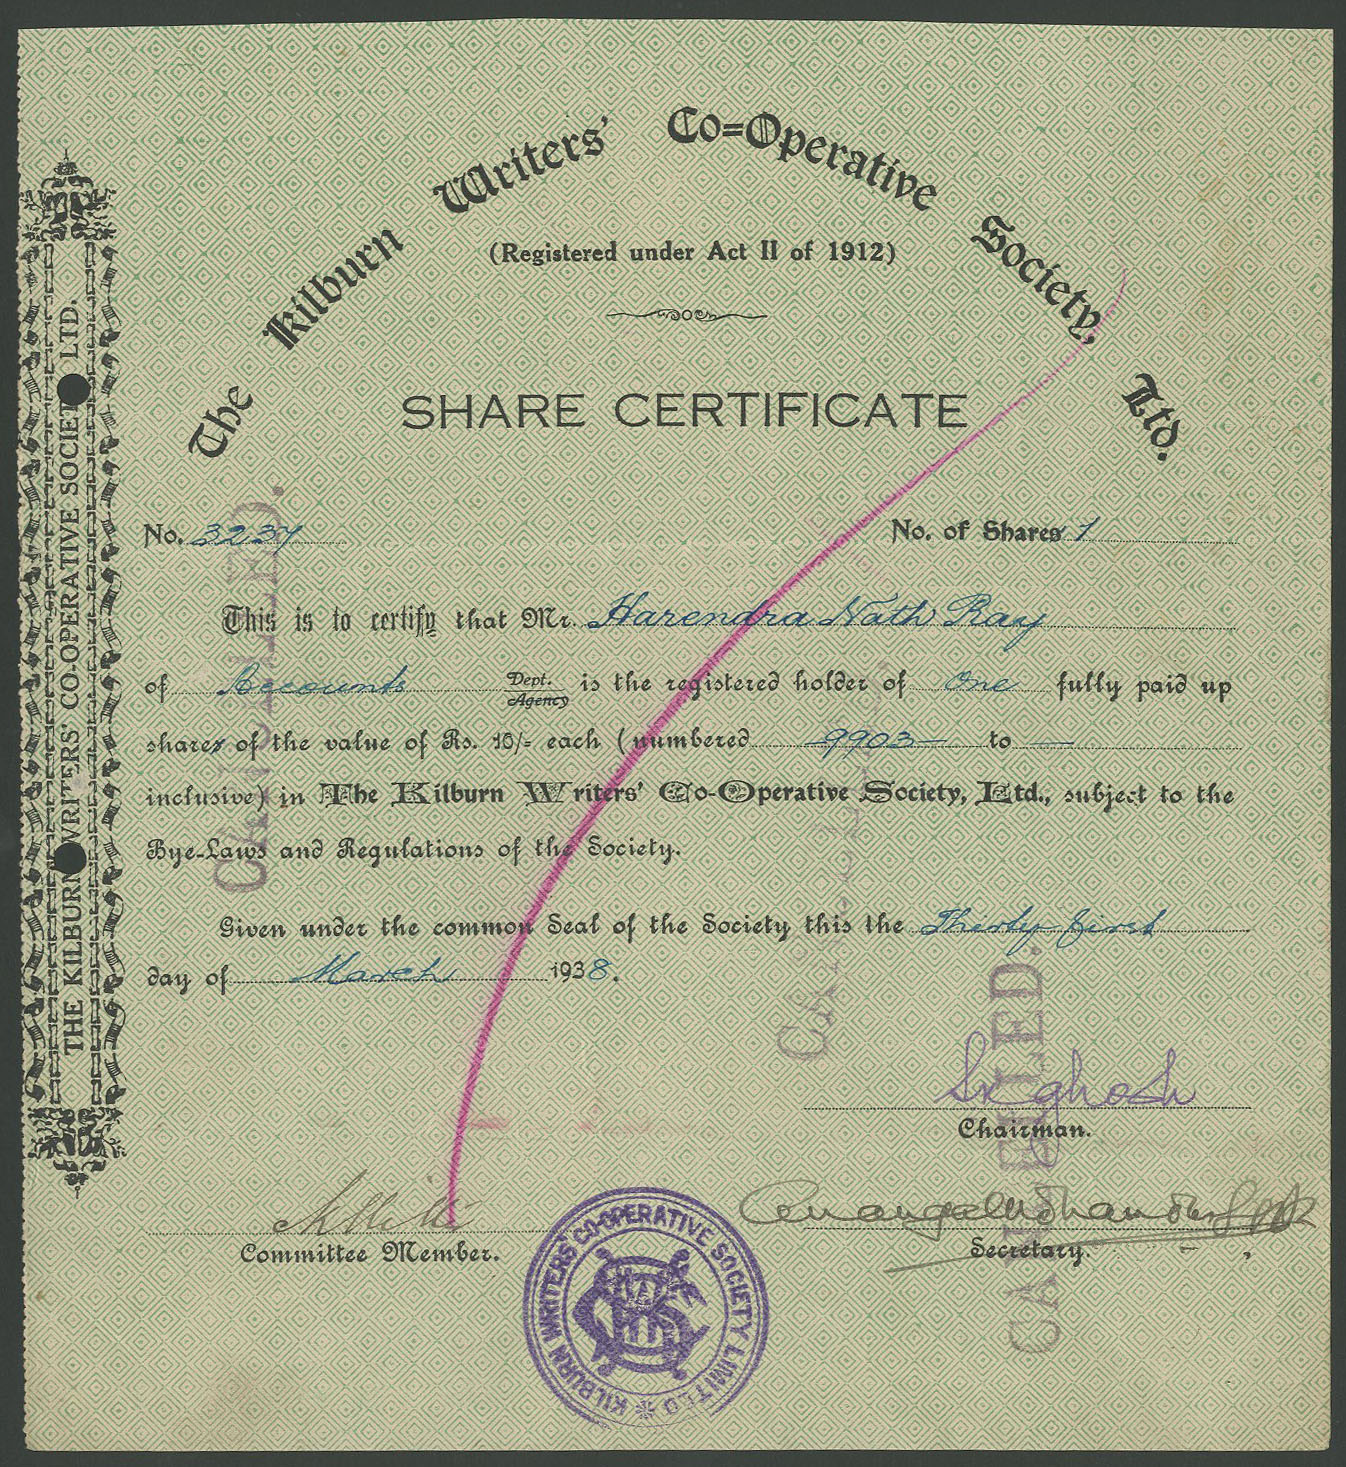 The Kilburn Writers' Co=Operative Society, Ltd.
(Registered under Act II of 1912)
SHARE CERTIFICATE
No. 3237
No. of Shares 1
This is to certify that Mr. Harendra Nath Ray
of Accounts Dept. Agency is the registered holder of One fully paid up
shares of the value of Rs. 10/= each (numbered 9903 to —
inclusive) in The Kilburn Writers' Co-Operative Society, Ltd., subject to the
Bye-Laws and Regulations of the Society.
Given under the common Seal of the Society this the Thirty first
day of March 1938.
Chairman.
Committee Member.
Secretary.
KILBURN WRITERS' CO-OPERATIVE SOCIETY LIMITED
THE KILBURN WRITERS' CO-OPERATIVE SOCIETY LTD.
CANCELLED.
CANCELLED.